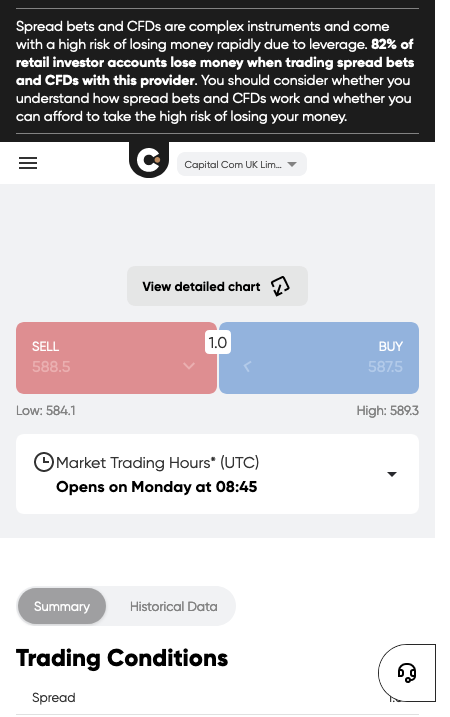 Spread bets and CFDs are complex instruments and come
with a high risk of losing money rapidly due to leverage. 82% of
retail investor accounts lose money when trading spread bets
and CFDs with this provider. You should consider whether you
understand how spread bets and CFDs work and whether you
can afford to take the high risk of losing your money.
Capital Com UK Lim...
View detailed chart
SELL
588.5
1.0
BUY
587.5
Low: 584.1
High: 589.3
Market Trading Hours* (UTC)
Opens on Monday at 08:45
Summary
Historical Data
Trading Conditions
Spread